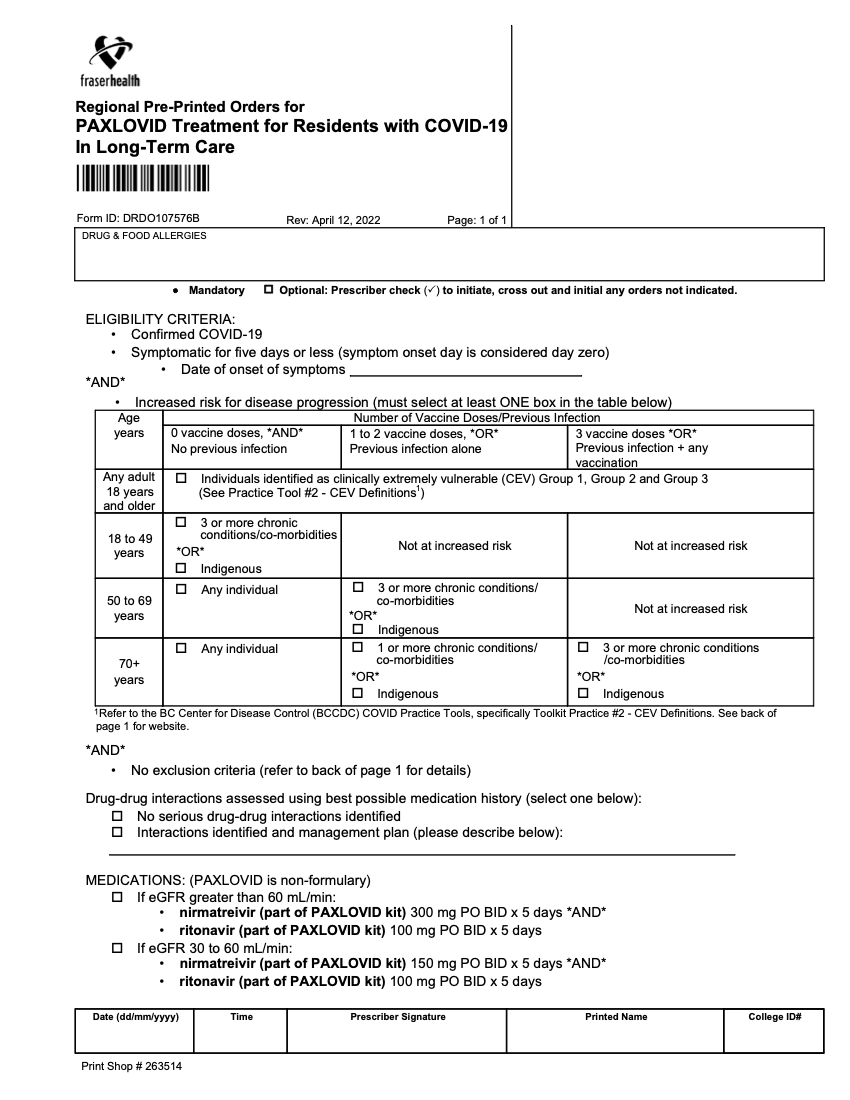 fraserhealth
Regional Pre-Printed Orders for
PAXLOVID Treatment for Residents with COVID-19
In Long-Term Care
Form ID: DRDO107576B Rev: April 12, 2022 Page: 1 of 1
DRUG & FOOD ALLERGIES
● Mandatory ☐ Optional: Prescriber check (✓) to initiate, cross out and initial any orders not indicated.
ELIGIBILITY CRITERIA:
• Confirmed COVID-19
• Symptomatic for five days or less (symptom onset day is considered day zero)
• Date of onset of symptoms
*AND*
• Increased risk for disease progression (must select at least ONE box in the table below)
Age
years
Number of Vaccine Doses/Previous Infection
0 vaccine doses, *AND*
No previous infection
1 to 2 vaccine doses, *OR*
Previous infection alone
3 vaccine doses *OR*
Previous infection + any
vaccination
Any adult
18 years
and older
☐ Individuals identified as clinically extremely vulnerable (CEV) Group 1, Group 2 and Group 3
(See Practice Tool #2 - CEV Definitions¹)
18 to 49
years
☐ 3 or more chronic
conditions/co-morbidities
*OR*
☐ Indigenous
Not at increased risk
Not at increased risk
50 to 69
years
☐ Any individual
☐ 3 or more chronic conditions/
co-morbidities
*OR*
☐ Indigenous
Not at increased risk
70+
years
☐ Any individual
☐ 1 or more chronic conditions/
co-morbidities
*OR*
☐ Indigenous
☐ 3 or more chronic conditions
/co-morbidities
*OR*
☐ Indigenous
¹Refer to the BC Center for Disease Control (BCCDC) COVID Practice Tools, specifically Toolkit Practice #2 - CEV Definitions. See back of
page 1 for website.
*AND*
• No exclusion criteria (refer to back of page 1 for details)
Drug-drug interactions assessed using best possible medication history (select one below):
☐ No serious drug-drug interactions identified
☐ Interactions identified and management plan (please describe below):
MEDICATIONS: (PAXLOVID is non-formulary)
☐ If eGFR greater than 60 mL/min:
• nirmatreivir (part of PAXLOVID kit) 300 mg PO BID x 5 days *AND*
• ritonavir (part of PAXLOVID kit) 100 mg PO BID x 5 days
☐ If eGFR 30 to 60 mL/min:
• nirmatreivir (part of PAXLOVID kit) 150 mg PO BID x 5 days *AND*
• ritonavir (part of PAXLOVID kit) 100 mg PO BID x 5 days
Date (dd/mm/yyyy) Time Prescriber Signature Printed Name College ID#
Print Shop # 263514